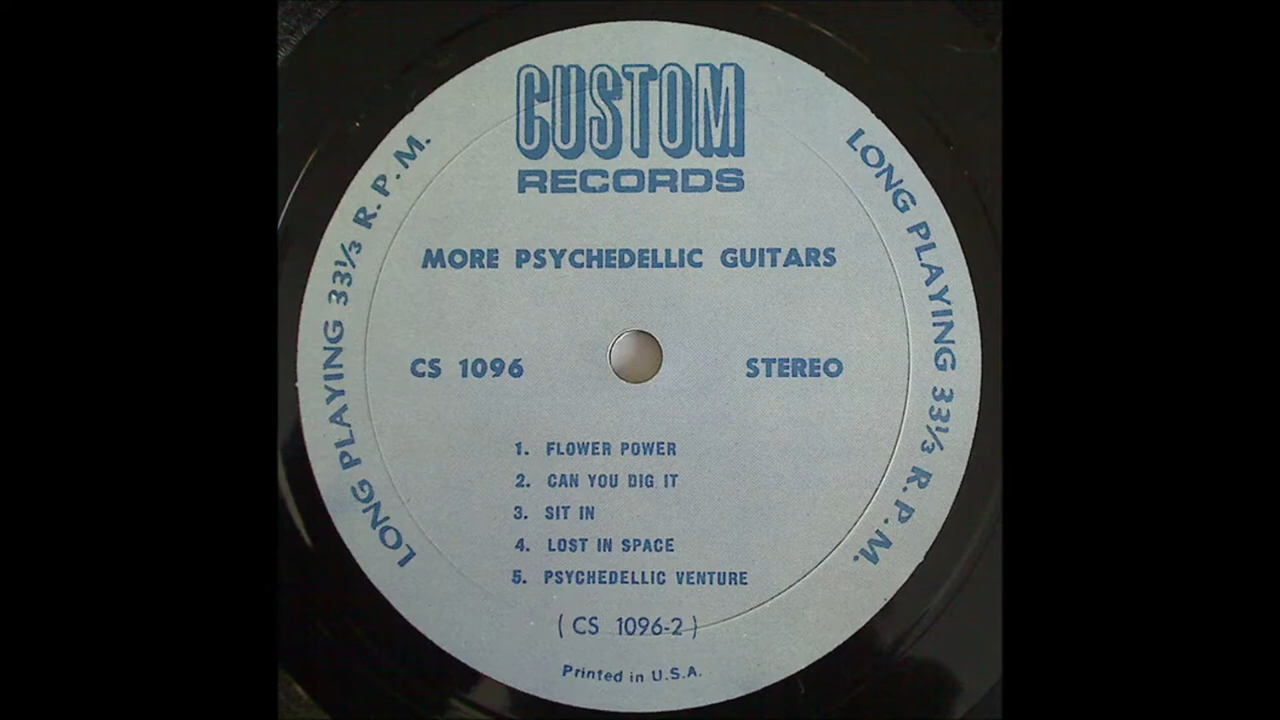 CUSTOM
RECORDS
LONG PLAYING 33⅓ R.P.M.
LONG PLAYING 33⅓ R.P.M.
MORE PSYCHEDELLIC GUITARS
CS 1096
STEREO
1. FLOWER POWER
2. CAN YOU DIG IT
3. SIT IN
4. LOST IN SPACE
5. PSYCHEDELLIC VENTURE
( CS 1096-2 )
Printed in U.S.A.